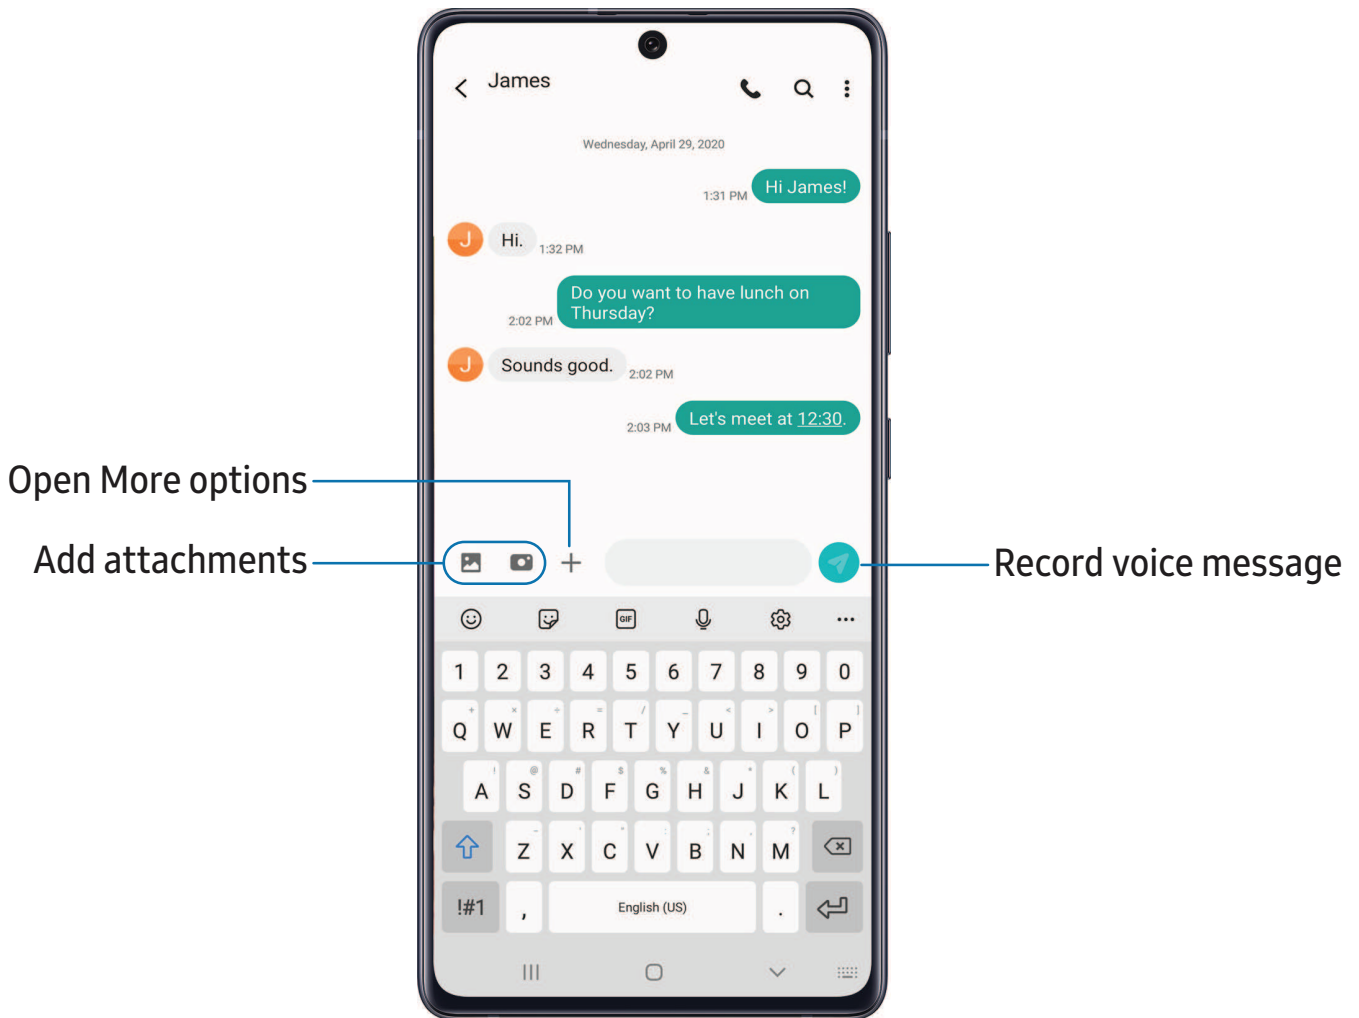 James
Wednesday, April 29, 2020
1:31 PM Hi James!
J Hi. 1:32 PM
Do you want to have lunch on
2:02 PM Thursday?
J Sounds good. 2:02 PM
2:03 PM Let's meet at 12:30.
Open More options
Add attachments
Record voice message
GIF
1 2 3 4 5 6 7 8 9 0
+ × ÷ = / _ < > [ ]
Q W E R T Y U I O P
! @ # $ % & * ( )
A S D F G H J K L
- ' " : ; , ?
Z X C V B N M
!#1 , English (US) .